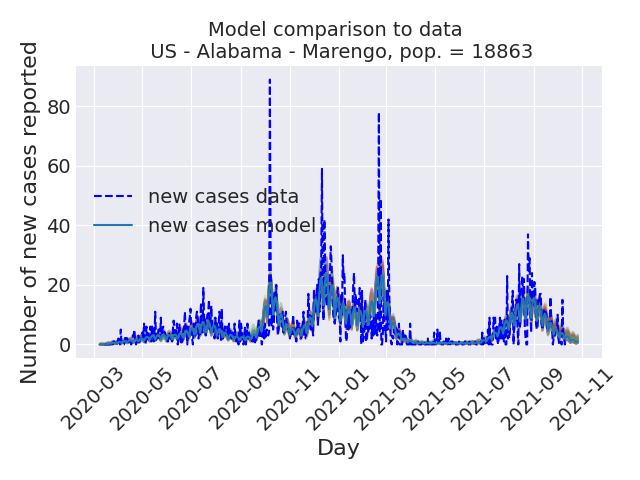 Model comparison to data
US - Alabama - Marengo, pop. = 18863
Number of new cases reported
80
60
40
20
0
new cases data
new cases model
2020-03
2020-05
2020-07
2020-09
2020-11
2021-01
2021-03
2021-05
2021-07
2021-09
2021-11
Day